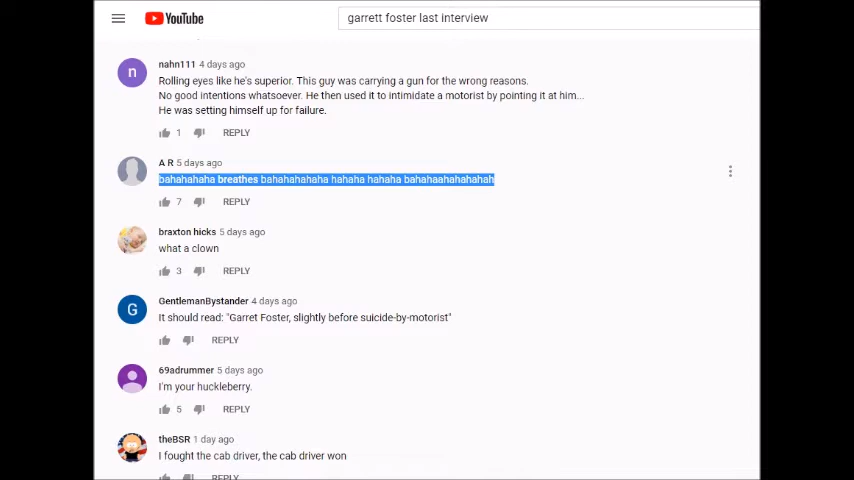 YouTube
garrett foster last interview
n
nahn111 4 days ago
Rolling eyes like he's superior. This guy was carrying a gun for the wrong reasons.
No good intentions whatsoever. He then used it to intimidate a motorist by pointing it at him...
He was setting himself up for failure.
1 REPLY
A R 5 days ago
bahahahaha breathes bahahahahaha hahaha hahaha bahahaahahahahah
7 REPLY
braxton hicks 5 days ago
what a clown
3 REPLY
G
GentlemanBystander 4 days ago
It should read: "Garret Foster, slightly before suicide-by-motorist"
REPLY
69adrummer 5 days ago
I'm your huckleberry.
5 REPLY
theBSR 1 day ago
I fought the cab driver, the cab driver won
REPLY